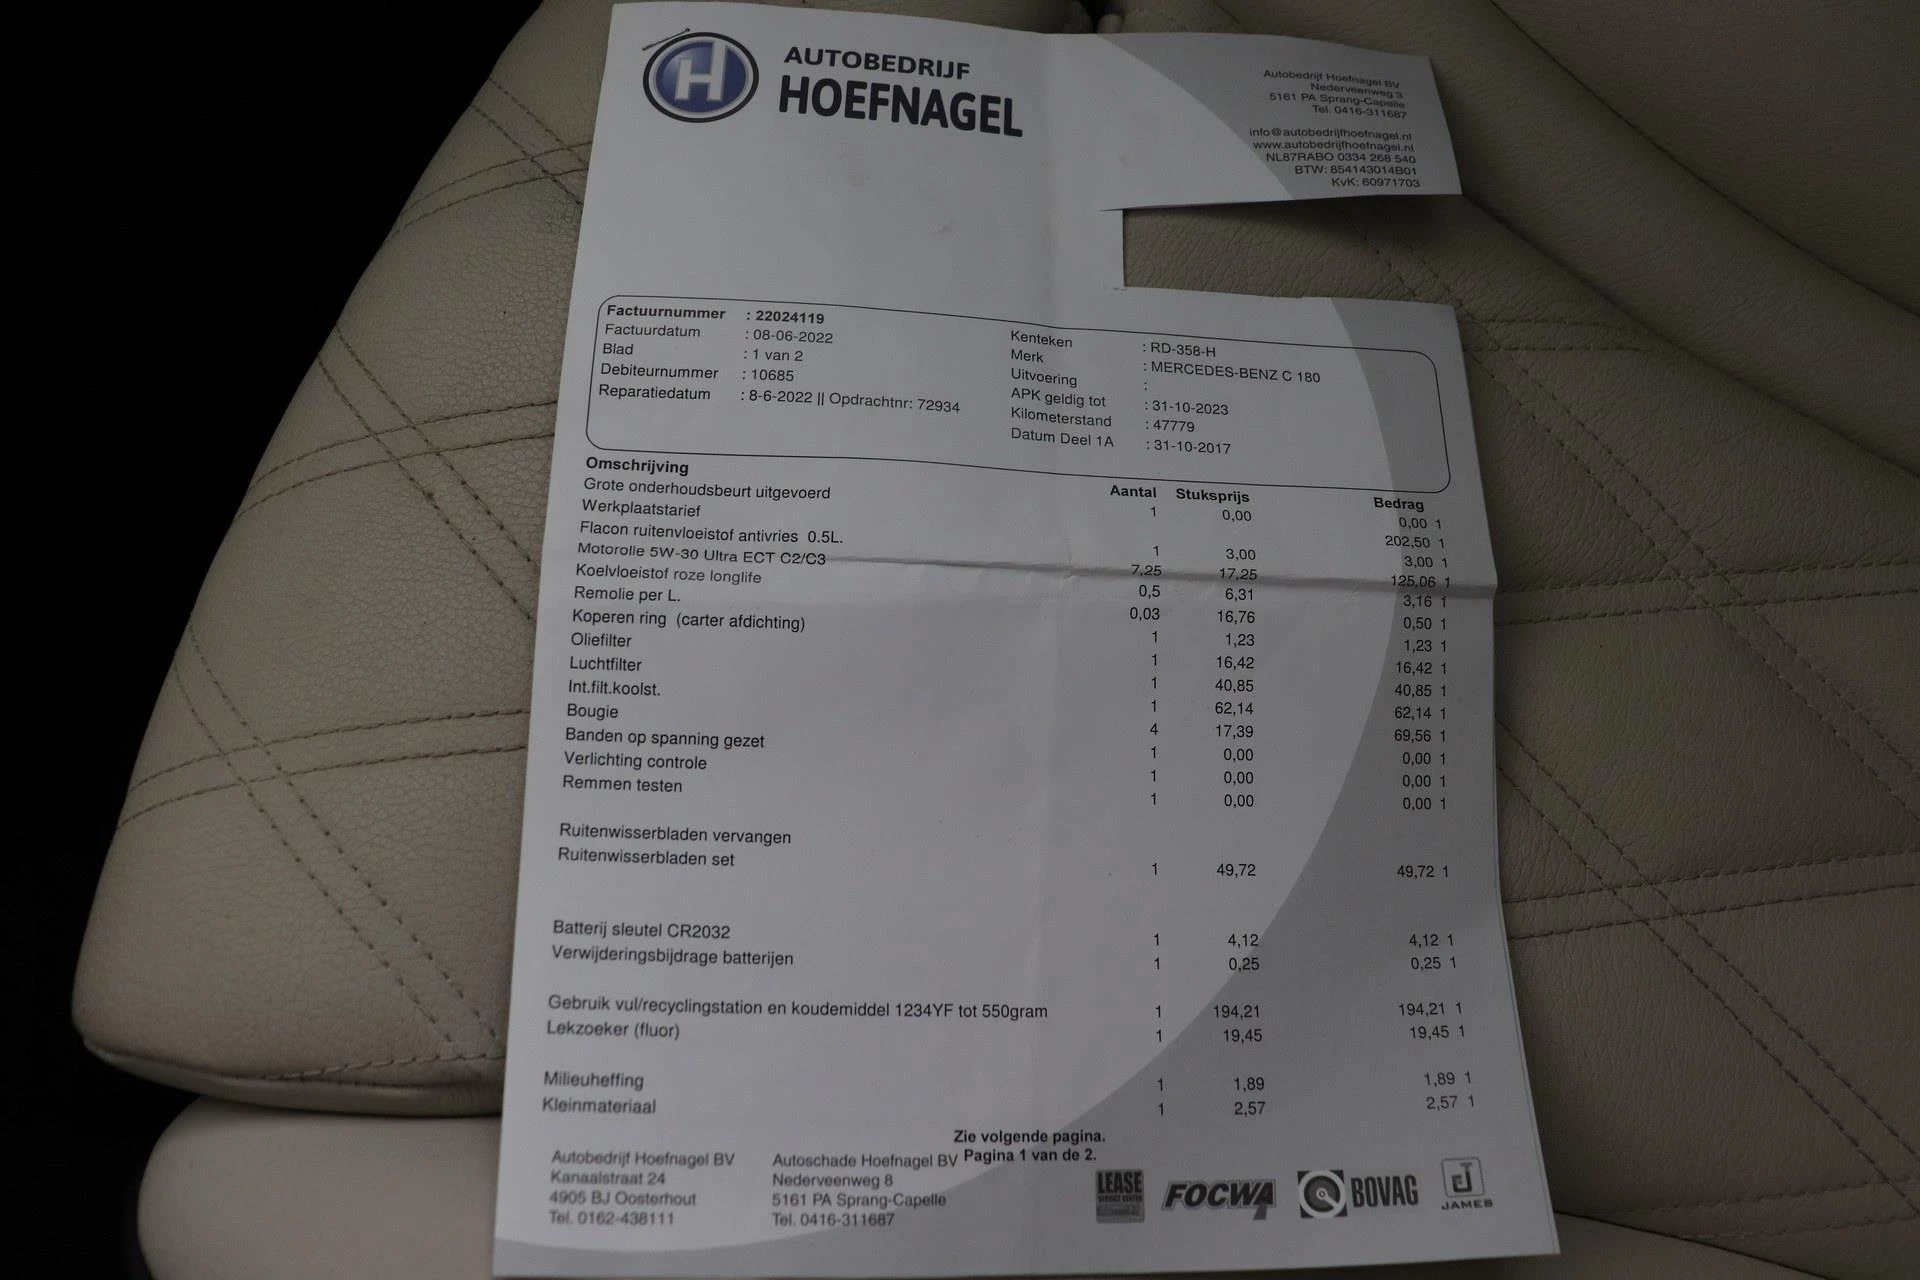 AUTOBEDRIJF
HOEFNAGEL
Autobedrijf Hoefnagel BV
Nederveenweg 3
5161 PA Sprang-Capelle
Tel. 0416-311687
info@autobedrijfhoefnagel.nl
www.autobedrijfhoefnagel.nl
NL87RABO 0334 268 540
BTW: 854143014B01
KvK: 60971703
Factuurnummer : 22024119
Factuurdatum : 08-06-2022
Blad : 1 van 2
Debiteurnummer : 10685
Reparatiedatum : 8-6-2022 || Opdrachtnr: 72934
Kenteken : RD-358-H
Merk : MERCEDES-BENZ C 180
Uitvoering :
APK geldig tot : 31-10-2023
Kilometerstand : 47779
Datum Deel 1A : 31-10-2017
Omschrijving Aantal Stuksprijs Bedrag
Grote onderhoudsbeurt uitgevoerd 1 0,00 0,00 1
Werkplaatstarief 202,50 1
Flacon ruitenvloeistof antivries 0.5L. 1 3,00 3,00 1
Motorolie 5W-30 Ultra ECT C2/C3 7,25 17,25 125,06 1
Koelvloeistof roze longlife 0,5 6,31 3,16 1
Remolie per L. 0,03 16,76 0,50 1
Koperen ring (carter afdichting) 1 1,23 1,23 1
Oliefilter 1 16,42 16,42 1
Luchtfilter 1 40,85 40,85 1
Int.filt.koolst. 1 62,14 62,14 1
Bougie 4 17,39 69,56 1
Banden op spanning gezet 1 0,00 0,00 1
Verlichting controle 1 0,00 0,00 1
Remmen testen 1 0,00 0,00 1
Ruitenwisserbladen vervangen
Ruitenwisserbladen set 1 49,72 49,72 1
Batterij sleutel CR2032 1 4,12 4,12 1
Verwijderingsbijdrage batterijen 1 0,25 0,25 1
Gebruik vul/recyclingstation en koudemiddel 1234YF tot 550gram 1 194,21 194,21 1
Lekzoeker (fluor) 1 19,45 19,45 1
Milieuheffing 1 1,89 1,89 1
Kleinmateriaal 1 2,57 2,57 1
Zie volgende pagina.
Pagina 1 van de 2.
Autobedrijf Hoefnagel BV
Kanaalstraat 24
4905 BJ Oosterhout
Tel. 0162-438111
Autoschade Hoefnagel BV
Nederveenweg 8
5161 PA Sprang-Capelle
Tel. 0416-311687
LEASE
SERVICE CENTER
FOCWA
BOVAG
JAMES